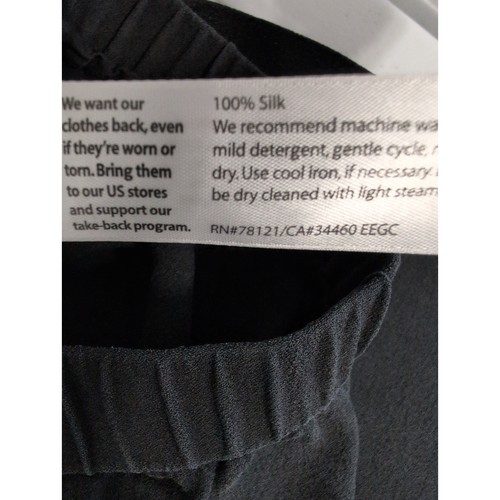 We want our
clothes back, even
if they're worn or
torn. Bring them
to our US stores
and support our
take-back program.
100% Silk
We recommend machine
mild detergent, gentle cycle,
dry. Use cool iron, if necessary.
be dry cleaned with light steam
RN#78121/CA#34460 EEGC